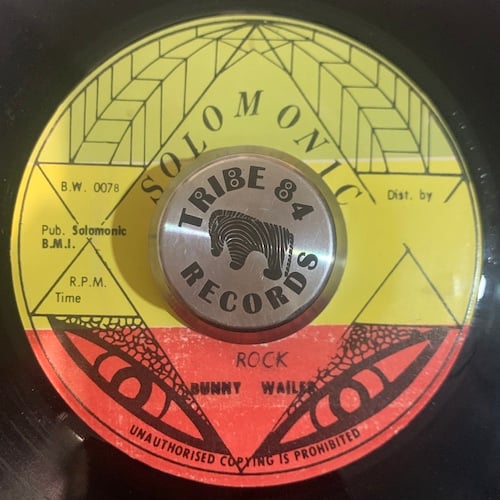 SOLOMONIC
B.W. 0078
Dist. by
TRIBE 84
RECORDS
Pub. Solomonic
B.M.I.
R.P.M.
Time
ROCK
BUNNY WAILER
UNAUTHORISED COPYING IS PROHIBITED